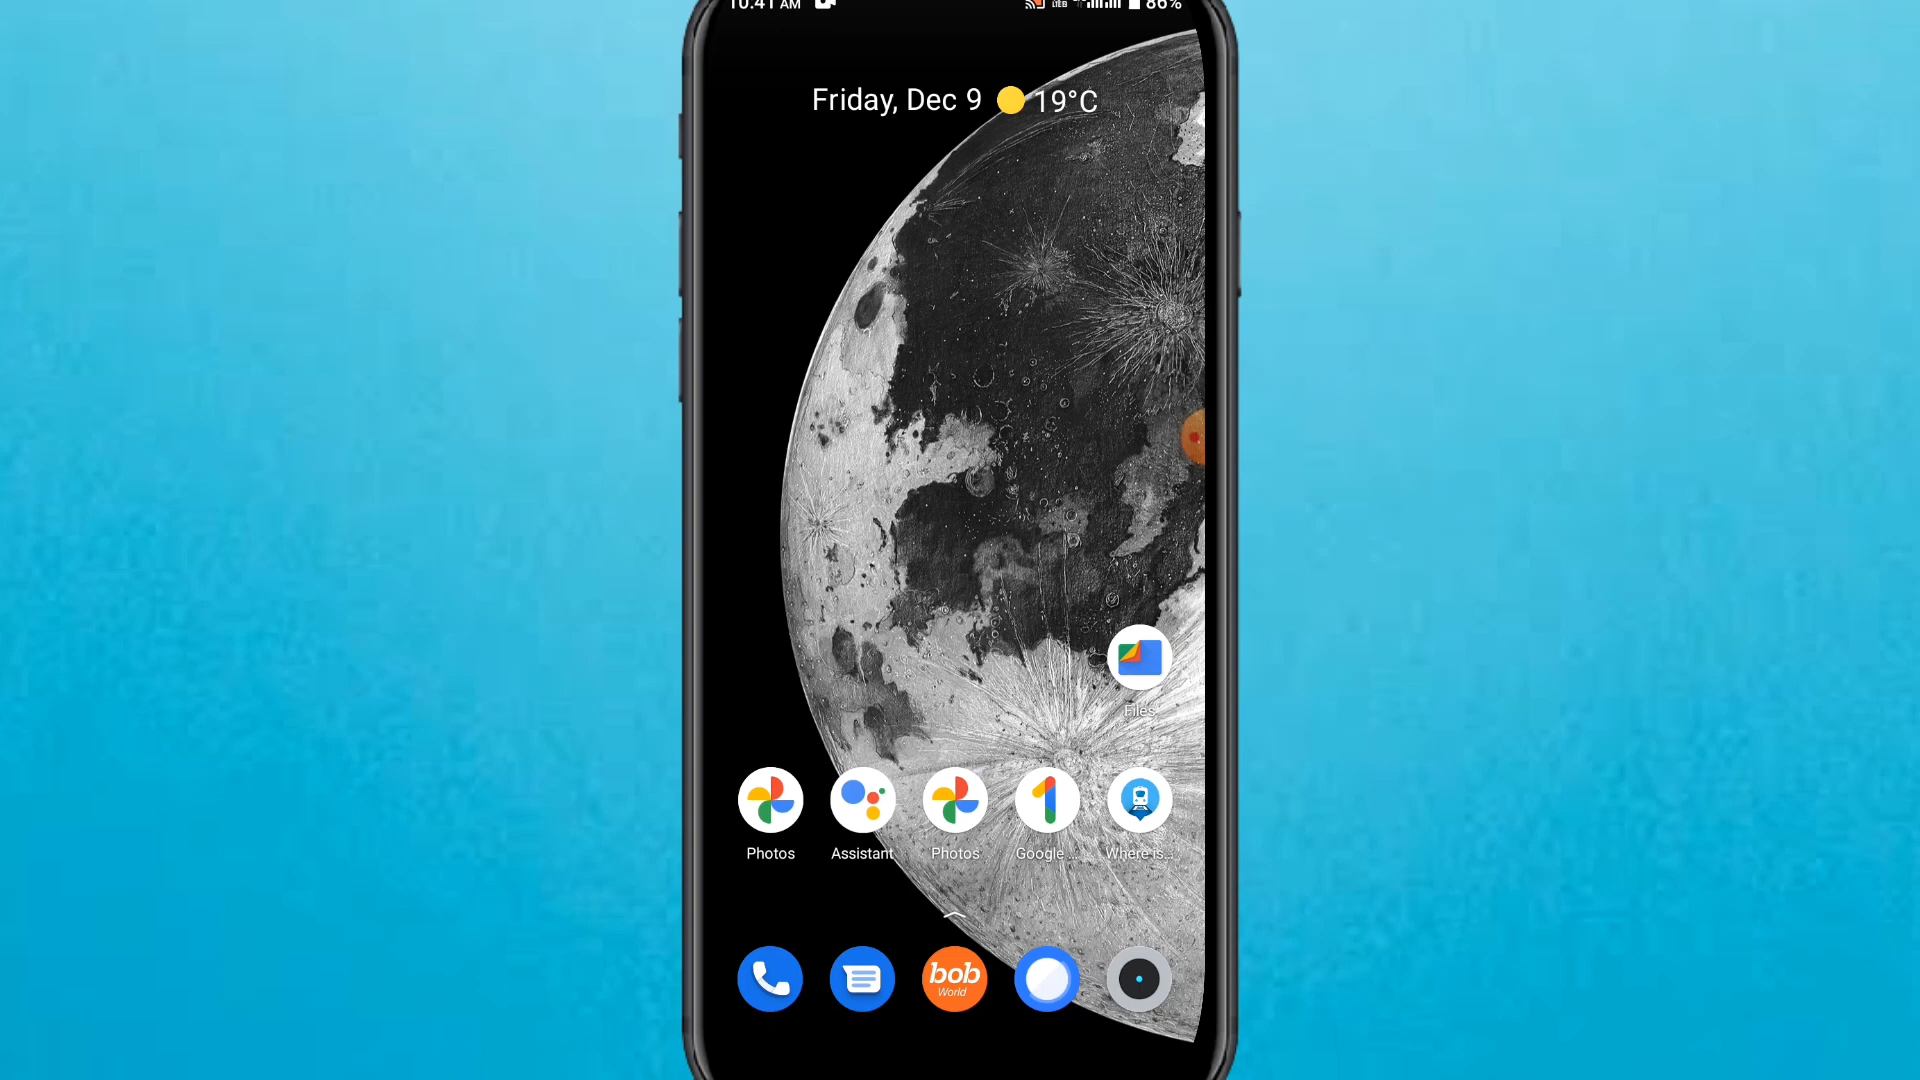 10:41 AM 86%
Friday, Dec 9 19°C
Files
Photos Assistant Photos Google ... Where is...
bob
World